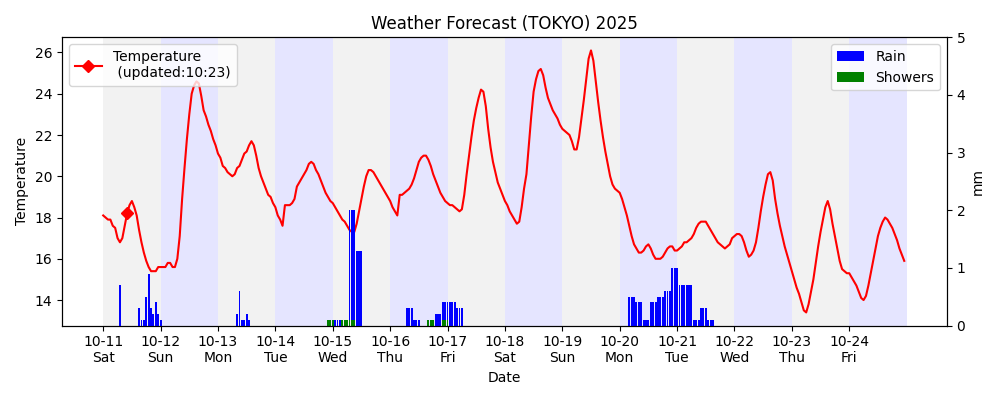 Weather Forecast (TOKYO) 2025
Temperature
(updated:10:23)
Rain
Showers
26
24
22
20
18
16
14
Temperature
5
4
3
2
1
0
mm
10-11 10-12 10-13 10-14 10-15 10-16 10-17 10-18 10-19 10-20 10-21 10-22 10-23 10-24
Sat Sun Mon Tue Wed Thu Fri Sat Sun Mon Tue Wed Thu Fri
Date